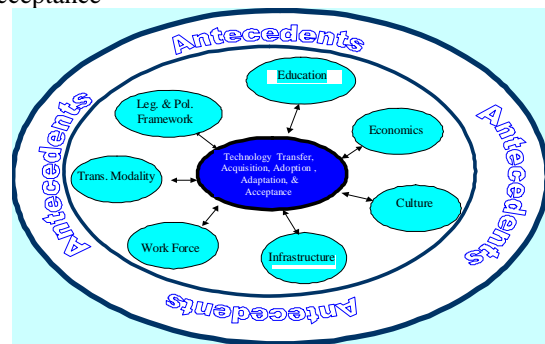 cceptance
Antecedents
Education
Leg. & Pol.
Framework
Economics
Technology Transfer,
Acquisition, Adoption ,
Adaptation, &
Acceptance
Trans. Modality
Culture
Antecedents
Antecedents
Work Force
Infrastructure
Antecedents